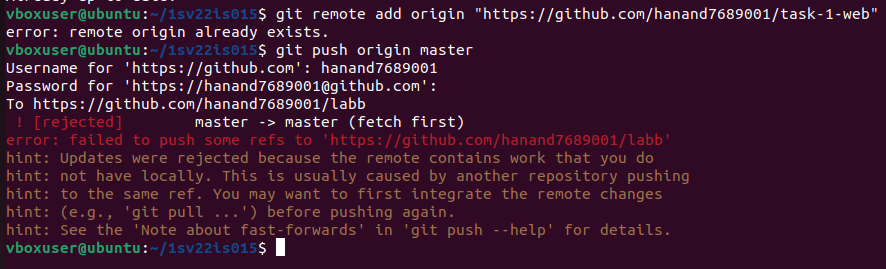 vboxuser@ubuntu:~/1sv22is015$ git remote add origin "https://github.com/hanand7689001/task-1-web"
error: remote origin already exists.
vboxuser@ubuntu:~/1sv22is015$ git push origin master
Username for 'https://github.com': hanand7689001
Password for 'https://hanand7689001@github.com':
To https://github.com/hanand7689001/labb
 ! [rejected]        master -> master (fetch first)
error: failed to push some refs to 'https://github.com/hanand7689001/labb'
hint: Updates were rejected because the remote contains work that you do
hint: not have locally. This is usually caused by another repository pushing
hint: to the same ref. You may want to first integrate the remote changes
hint: (e.g., 'git pull ...') before pushing again.
hint: See the 'Note about fast-forwards' in 'git push --help' for details.
vboxuser@ubuntu:~/1sv22is015$